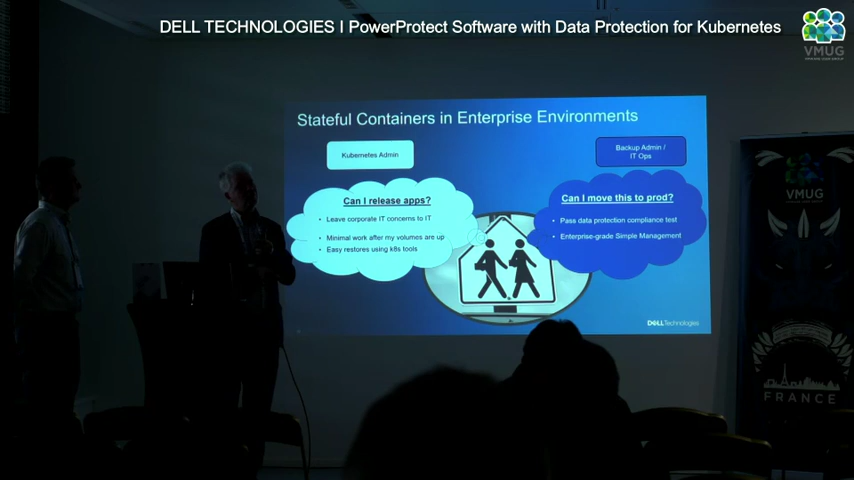 DELL TECHNOLOGIES I PowerProtect Software with Data Protection for Kubernetes
VMUG
Stateful Containers in Enterprise Environments
Kubernetes Admin
Backup Admin /
IT Ops
Can I release apps?
• Leave corporate IT concerns to IT
• Minimal work after my volumes are up
• Easy restores using k8s tools
Can I move this to prod?
• Pass data protection compliance test
• Enterprise-grade Simple Management
DELLTechnologies
VMUG
FRANCE